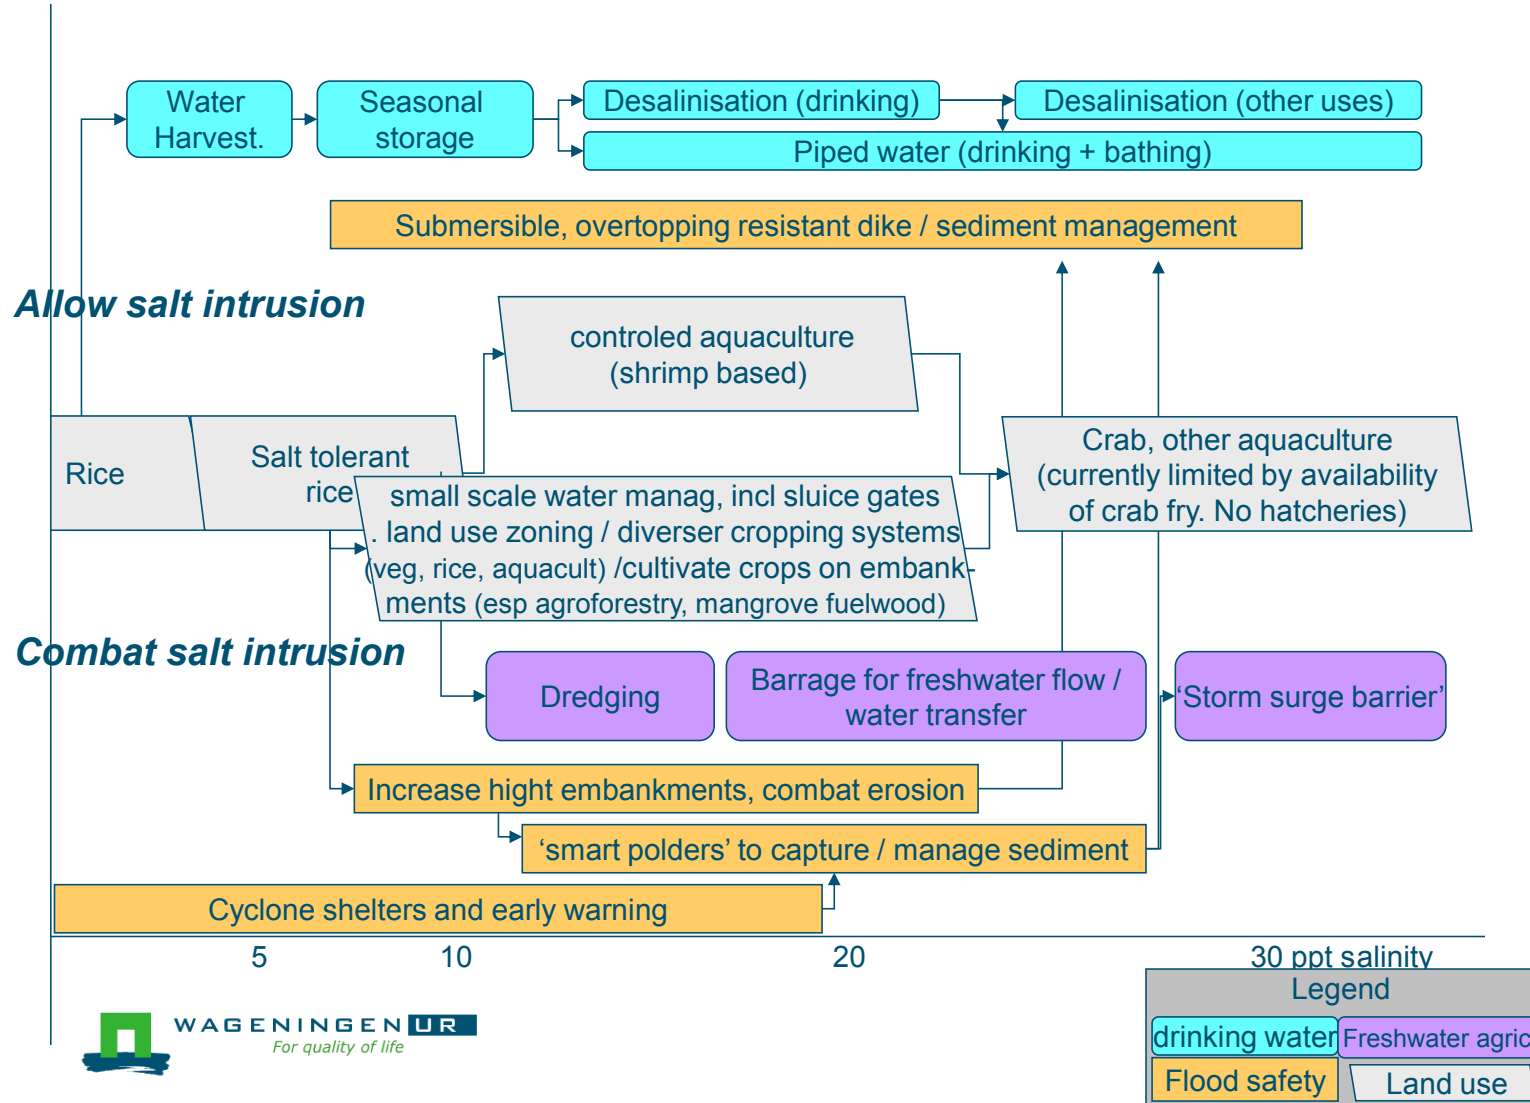 Water
Harvest.
Seasonal
storage
Desalinisation (drinking)
Desalinisation (other uses)
Piped water (drinking + bathing)
Submersible, overtopping resistant dike / sediment management
Allow salt intrusion
controled aquaculture
(shrimp based)
Rice
Salt tolerant
rice
small scale water manag, incl sluice gates
. land use zoning / diverser cropping systems
(veg, rice, aquacult) /cultivate crops on embank-
ments (esp agroforestry, mangrove fuelwood)
Crab, other aquaculture
(currently limited by availability
of crab fry. No hatcheries)
Combat salt intrusion
Dredging
Barrage for freshwater flow /
water transfer
‘Storm surge barrier’
Increase hight embankments, combat erosion
‘smart polders’ to capture / manage sediment
Cyclone shelters and early warning
5 10 20 30 ppt salinity
Legend
drinking water
Freshwater agric
Flood safety
Land use
WAGENINGEN UR
For quality of life